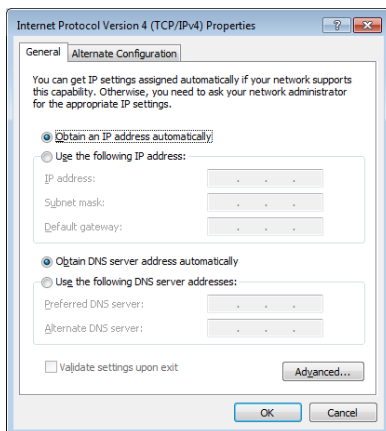 Internet Protocol Version 4 (TCP/IPv4) Properties
General
Alternate Configuration
You can get IP settings assigned automatically if your network supports
this capability. Otherwise, you need to ask your network administrator
for the appropriate IP settings.
Obtain an IP address automatically
Use the following IP address:
IP address:
Subnet mask:
Default gateway:
Obtain DNS server address automatically
Use the following DNS server addresses:
Preferred DNS server:
Alternate DNS server:
Validate settings upon exit
Advanced...
OK
Cancel